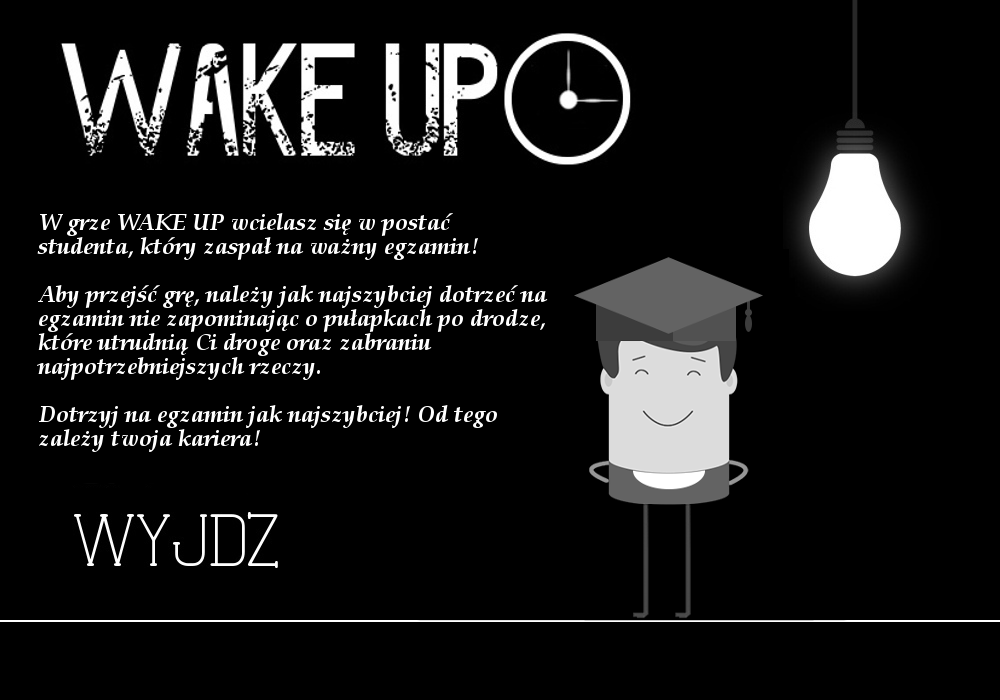 WAKE UP
W grze WAKE UP wcielasz się w postać
studenta, który zaspał na ważny egzamin!
Aby przejść grę, należy jak najszybciej dotrzeć na
egzamin nie zapominając o pułapkach po drodze,
które utrudnią Ci droge oraz zabraniu
najpotrzebniejszych rzeczy.
Dotrzyj na egzamin jak najszybciej! Od tego
zależy twoja kariera!
WYJDZ